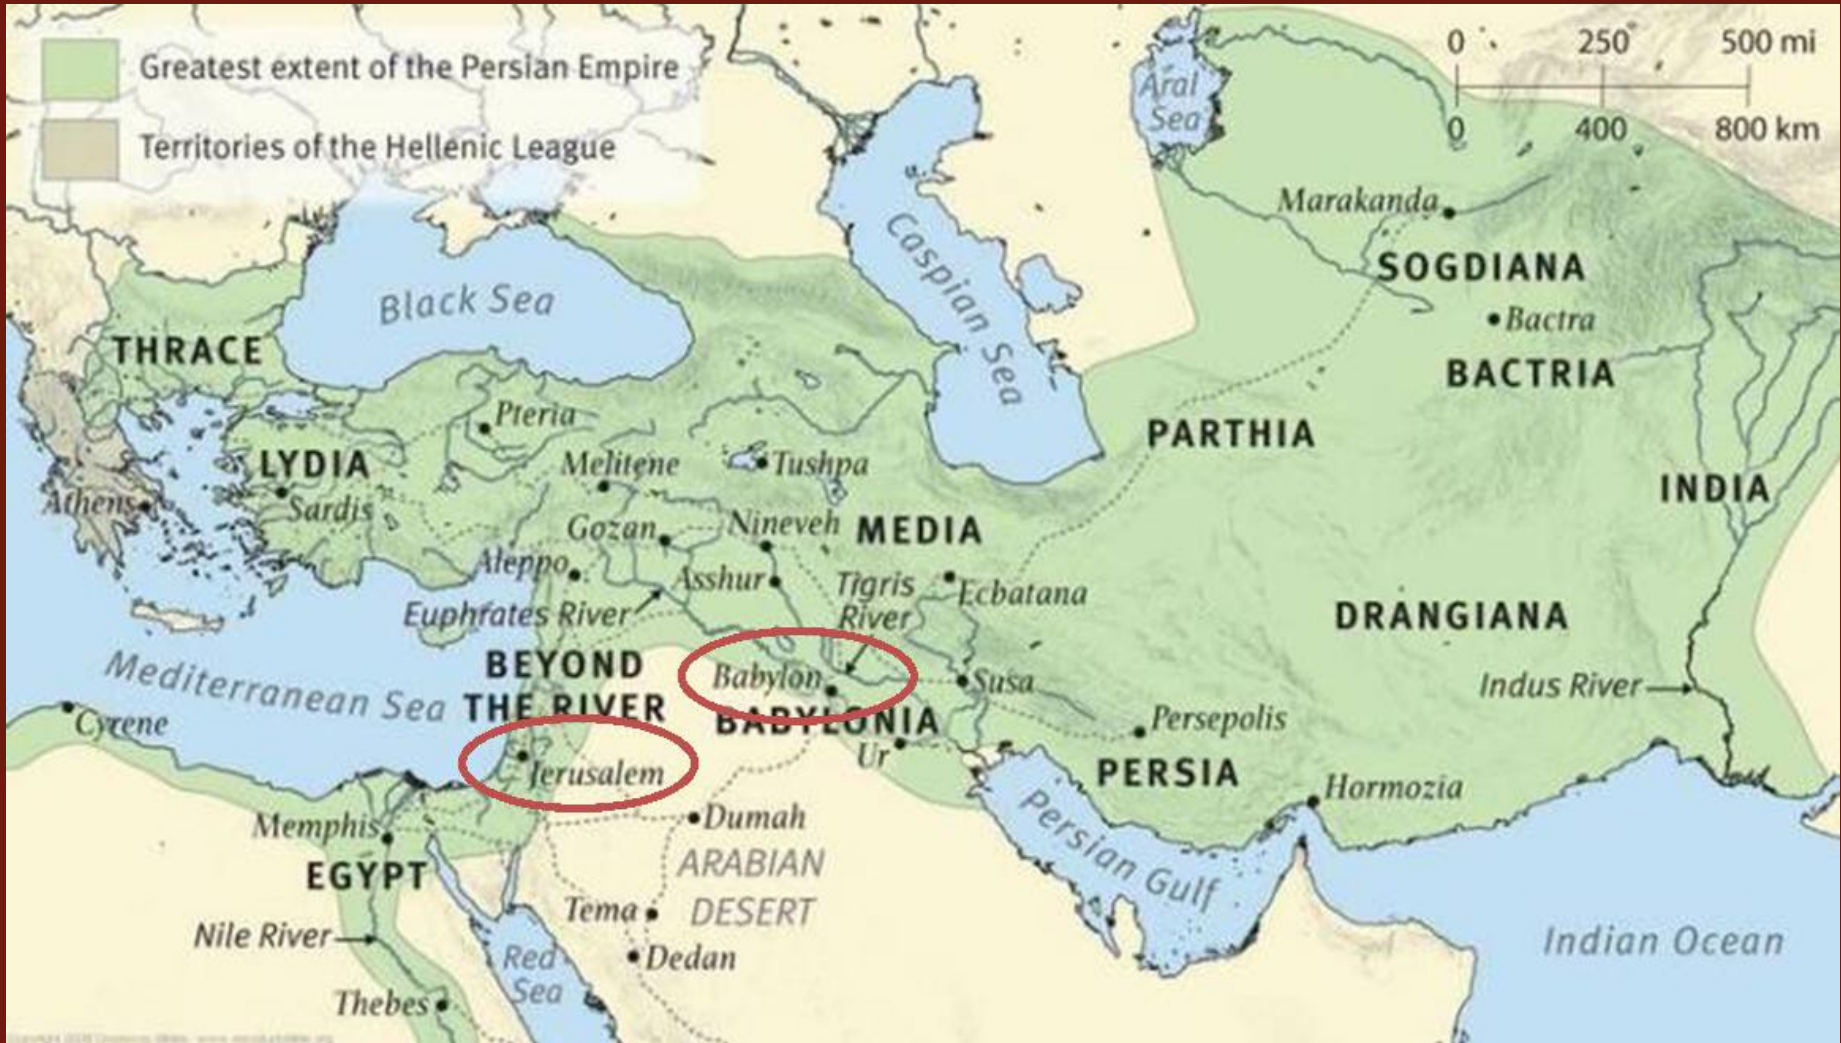 Greatest extent of the Persian Empire
Territories of the Hellenic League
0 250 500 mi
0 400 800 km
Aral
Sea
Marakanda
SOGDIANA
Bactra
BACTRIA
Caspian Sea
Black Sea
THRACE
PARTHIA
INDIA
Pteria
LYDIA
Sardis
Athens
Melitene
Tushpa
Gozan
Nineveh
MEDIA
Aleppo
Asshur
Tigris
River
Ecbatana
Euphrates River
DRANGIANA
Mediterranean Sea
BEYOND
THE RIVER
Babylon
BABYLONIA
Susa
Indus River
Cyrene
Jerusalem
Ur
Persepolis
PERSIA
Hormozia
Persian Gulf
Memphis
EGYPT
Dumah
ARABIAN
DESERT
Tema
Dedan
Nile River
Red
Sea
Thebes
Indian Ocean